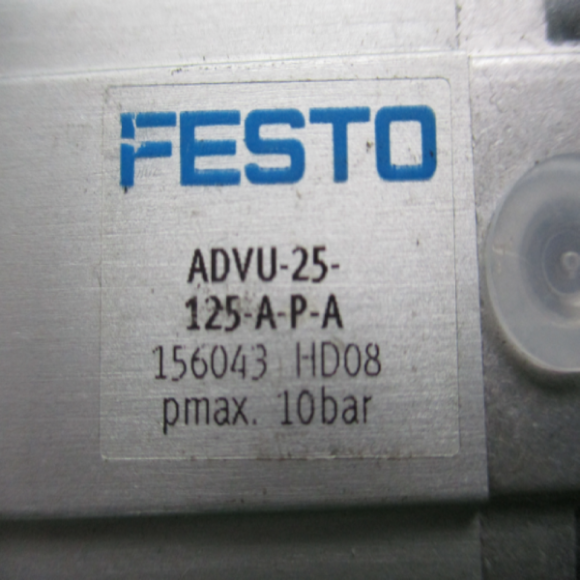 FESTO
ADVU-25-
125-A-P-A
156043 HD08
pmax. 10bar